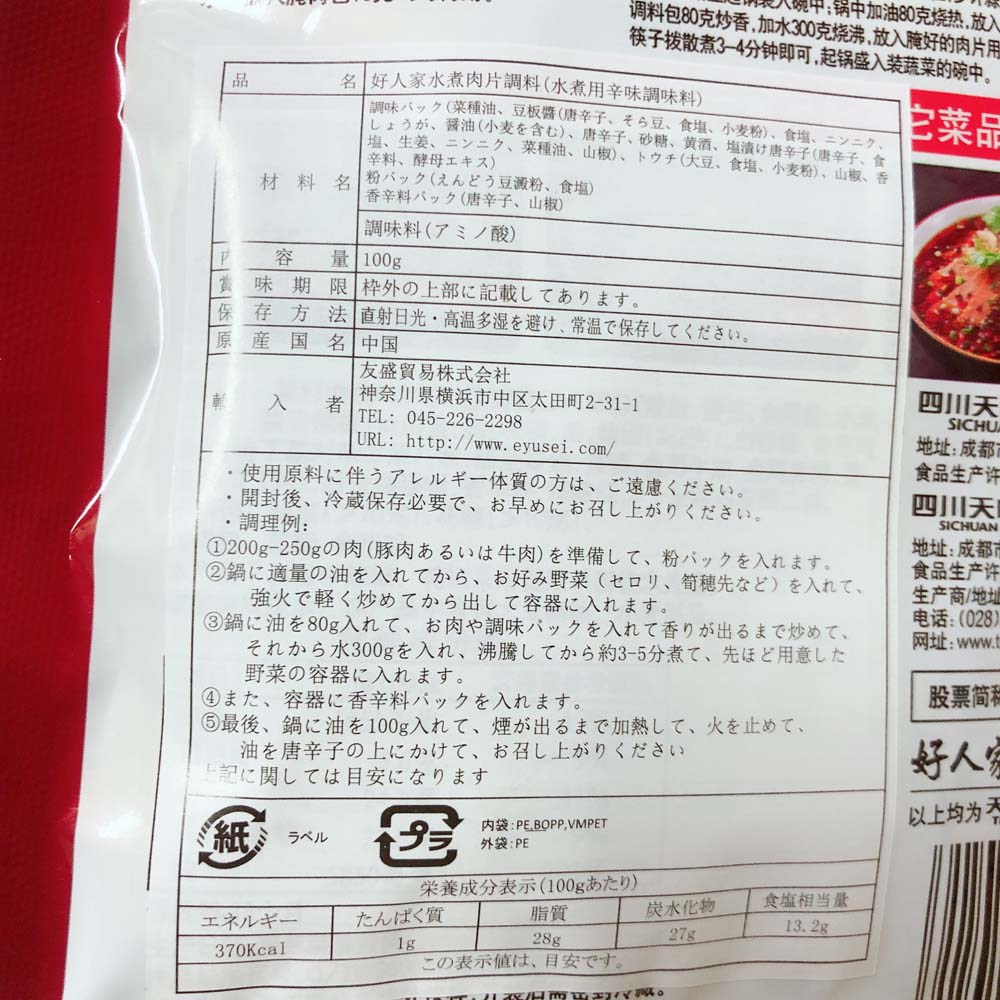 调料包80克炒香,加水300克烧沸,放入腌好的肉片用
筷子拨散煮3-4分钟即可,起锅盛入装蔬菜的碗中。
品名 好人家水煮肉片調料(水煮用辛味調味料)
材料名 調味パック(菜種油、豆板醬(唐辛子、そら豆、食塩、小麦粉)、食塩、ニンニク、
しょうが、醤油(小麦を含む)、唐辛子、砂糖、黄酒、塩漬け唐辛子(唐辛子、食
塩、生姜、ニンニク、菜種油、山椒)、トウチ(大豆、食塩、小麦粉)、山椒、香
辛料、酵母エキス)
粉パック(えんどう豆澱粉、食塩)
香辛料パック(唐辛子、山椒)
調味料(アミノ酸)
内容量 100g
賞味期限 枠外の上部に記載してあります。
保存方法 直射日光・高温多湿を避け、常温で保存してください。
原産国名 中国
輸入者 友盛貿易株式会社
神奈川県横浜市中区太田町2-31-1
TEL: 045-226-2298
URL: http://www.eyusei.com/
・使用原料に伴うアレルギー体質の方は、ご遠慮ください。
・開封後、冷蔵保存必要で、お早めにお召し上がりください。
・調理例:
①200g-250gの肉(豚肉あるいは牛肉)を準備して、粉パックを入れます。
②鍋に適量の油を入れてから、お好み野菜(セロリ、筍穂先など)を入れて、
強火で軽く炒めてから出して容器に入れます。
③鍋に油を80g入れて、お肉や調味パックを入れて香りが出るまで炒めて、
それから水300gを入れ、沸騰してから約3-5分煮て、先ほど用意した
野菜の容器に入れます。
④また、容器に香辛料パックを入れます。
⑤最後、鍋に油を100g入れて、煙が出るまで加熱して、火を止めて、
油を唐辛子の上にかけて、お召し上がりください
上記に関しては目安になります
紙 ラベル プラ 内袋:PE,BOPP,VMPET
外袋:PE
栄養成分表示(100gあたり)
エネルギー たんぱく質 脂質 炭水化物 食塩相当量
370Kcal 1g 28g 27g 13.2g
この表示値は、目安です。
它菜品
四川天
SICHUA
地址:成都市
食品生产许
四川天
SICHUAN
地址:成都市
食品生产许
生产商/地址
电话:(028)
网址:www.t
股票简称
好人家
以上均为天